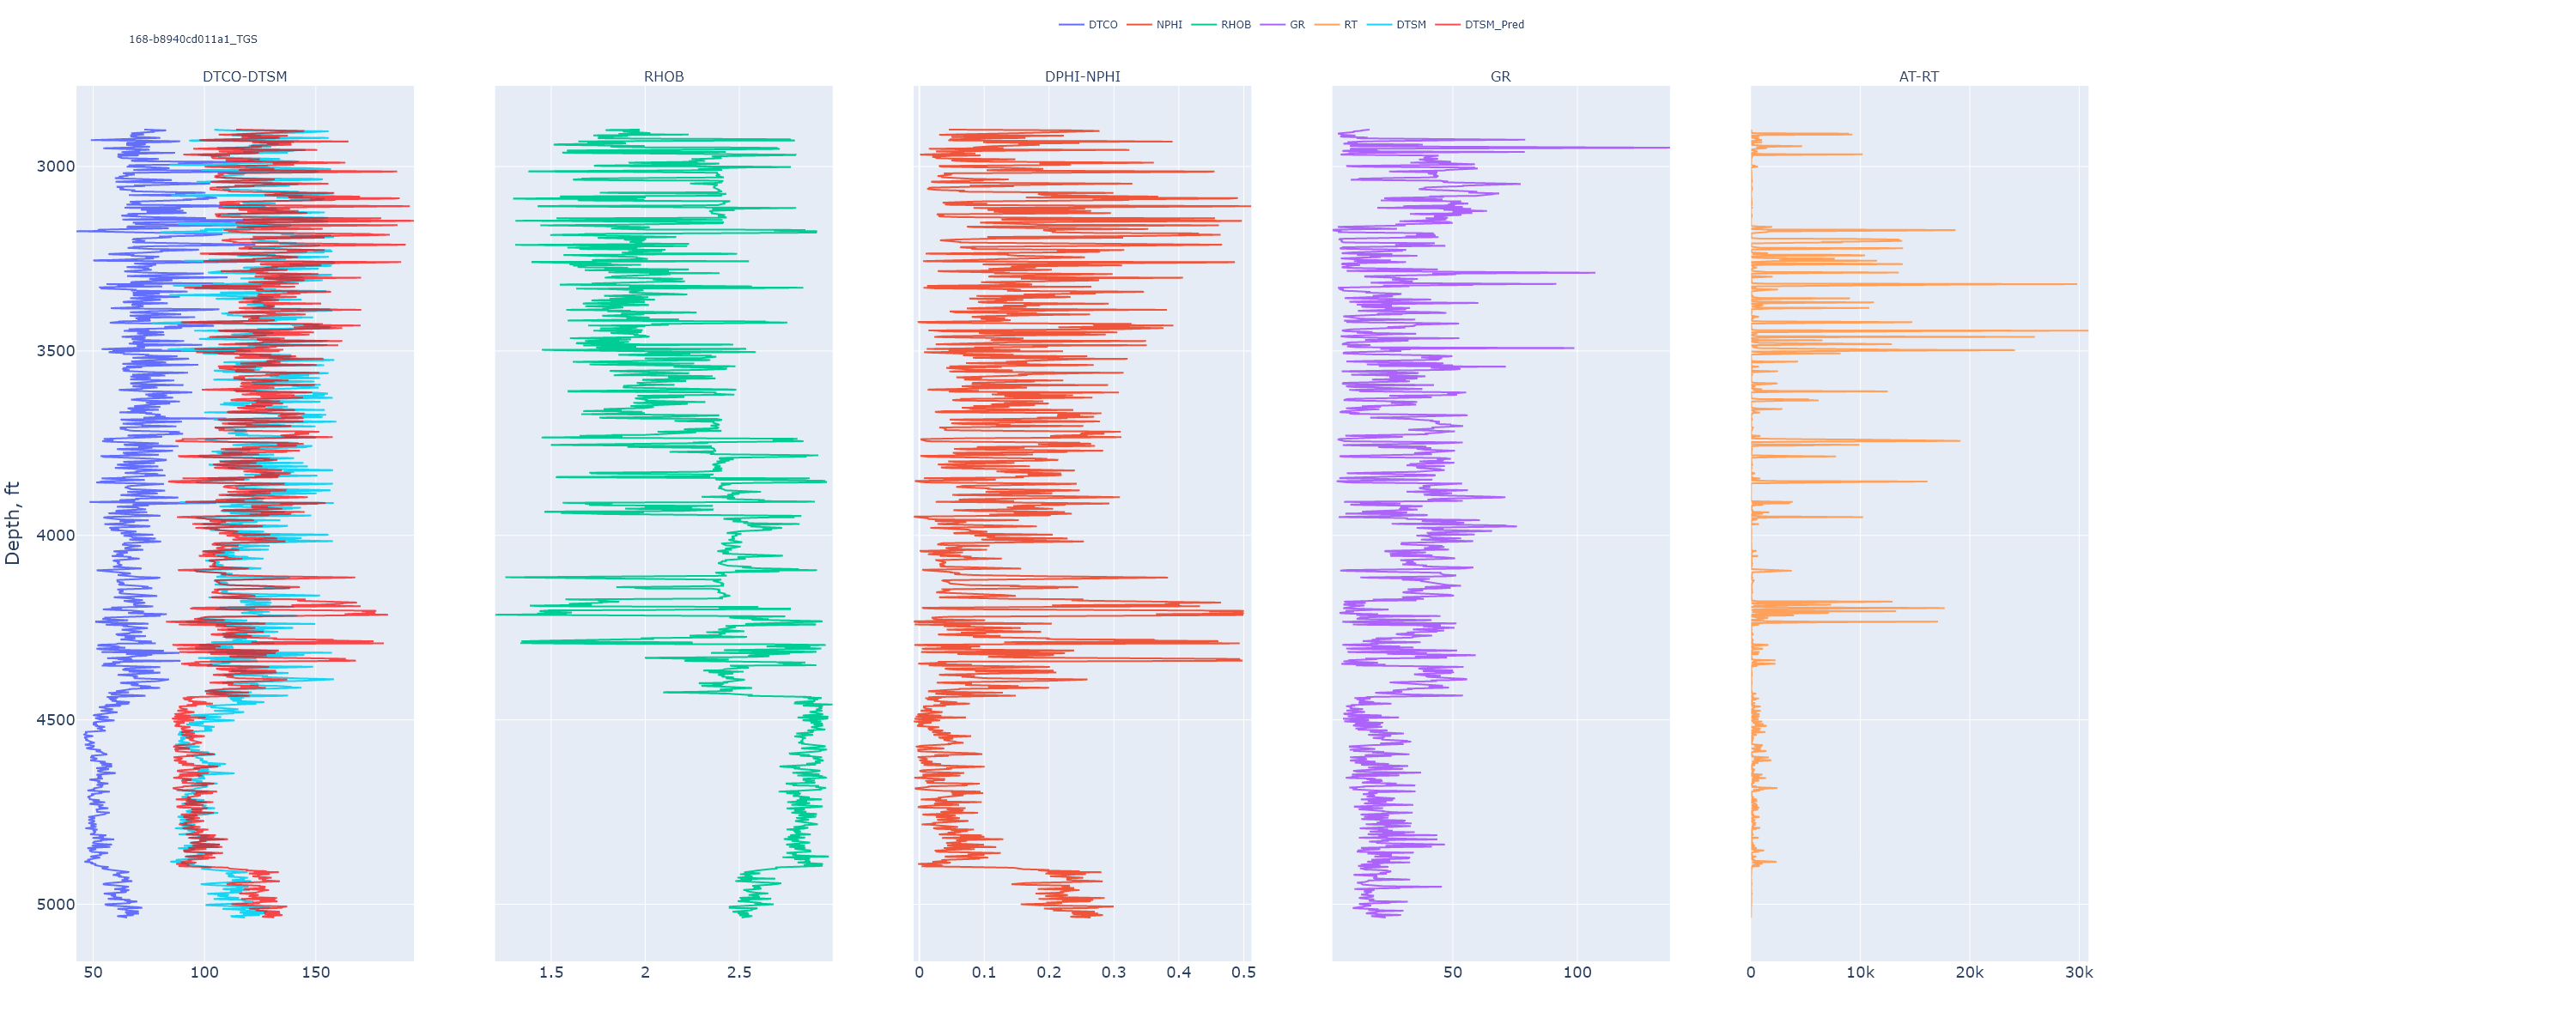 DTCO NPHI RHOB GR RT DTSM DTSM_Pred
168-b8940cd011a1_TGS
DTCO-DTSM RHOB DPHI-NPHI GR AT-RT
Depth, ft
3000
3500
4000
4500
5000
50 100 150 1.5 2 2.5 0 0.1 0.2 0.3 0.4 0.5 50 100 0 10k 20k 30k